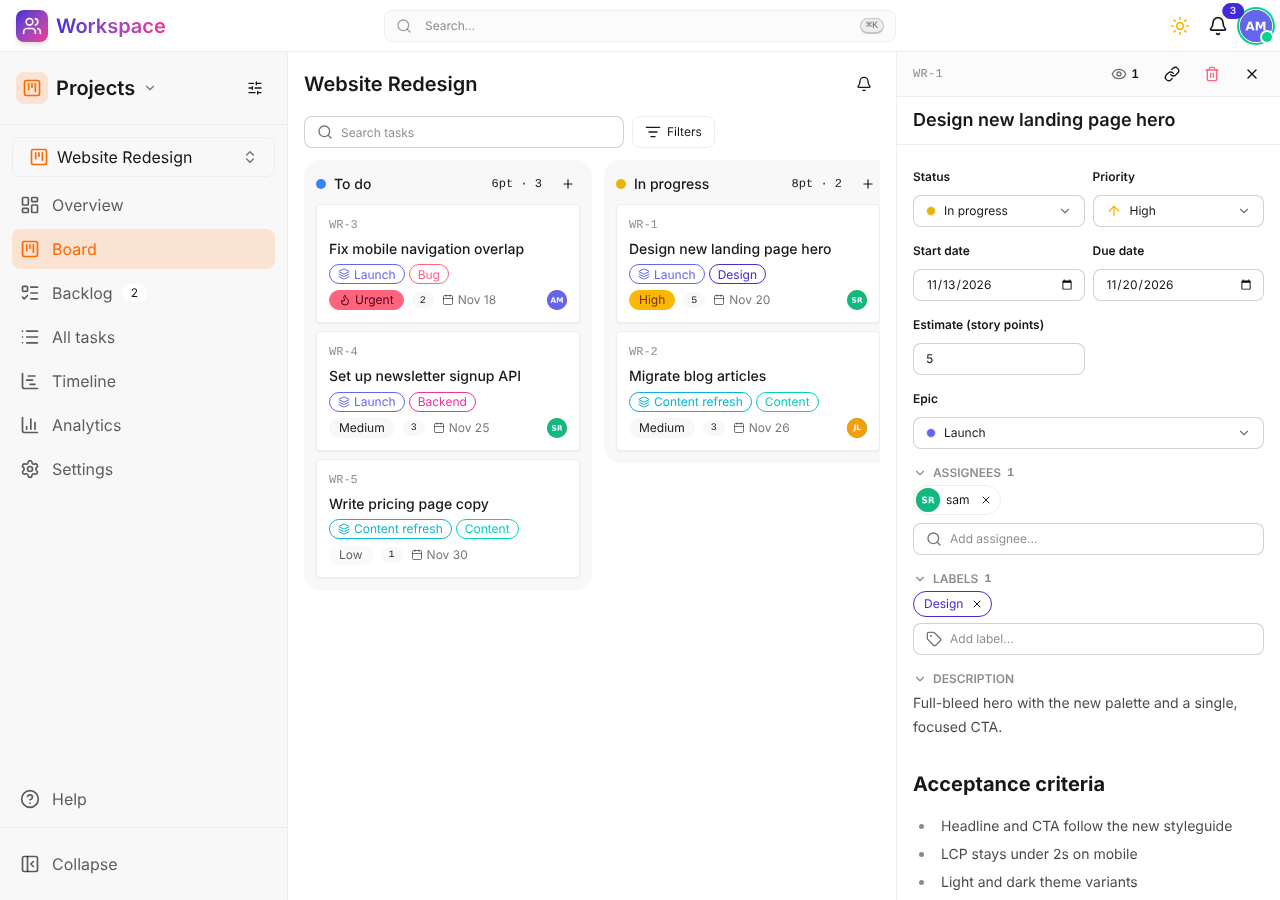 Workspace
Search...
⌘K
3
AM
Projects
Website Redesign
Overview
Board
Backlog 2
All tasks
Timeline
Analytics
Settings
Help
Collapse
Website Redesign
Search tasks
Filters
To do 6pt · 3
WR-3
Fix mobile navigation overlap
Launch Bug
Urgent 2 Nov 18 AM
WR-4
Set up newsletter signup API
Launch Backend
Medium 3 Nov 25 SR
WR-5
Write pricing page copy
Content refresh Content
Low 1 Nov 30
In progress 8pt · 2
WR-1
Design new landing page hero
Launch Design
High 5 Nov 20 SR
WR-2
Migrate blog articles
Content refresh Content
Medium 3 Nov 26 JL
WR-1 1
Design new landing page hero
Status Priority
In progress High
Start date Due date
11/13/2026 11/20/2026
Estimate (story points)
5
Epic
Launch
ASSIGNEES 1
SR sam
Add assignee...
LABELS 1
Design
Add label...
DESCRIPTION
Full-bleed hero with the new palette and a single,
focused CTA.
Acceptance criteria
Headline and CTA follow the new styleguide
LCP stays under 2s on mobile
Light and dark theme variants